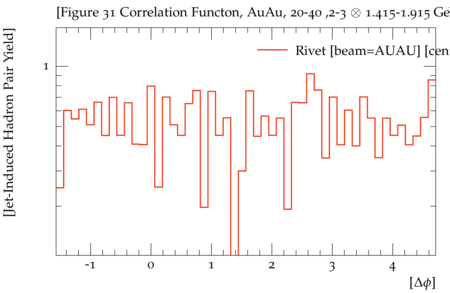 [Figure 31 Correlation Functon, AuAu, 20-40 ,2-3 ⊗ 1.415-1.915 Ge
[Jet-Induced Hadron Pair Yield]
Rivet [beam=AUAU] [cen
1
-1 0 1 2 3 4
[Δϕ]